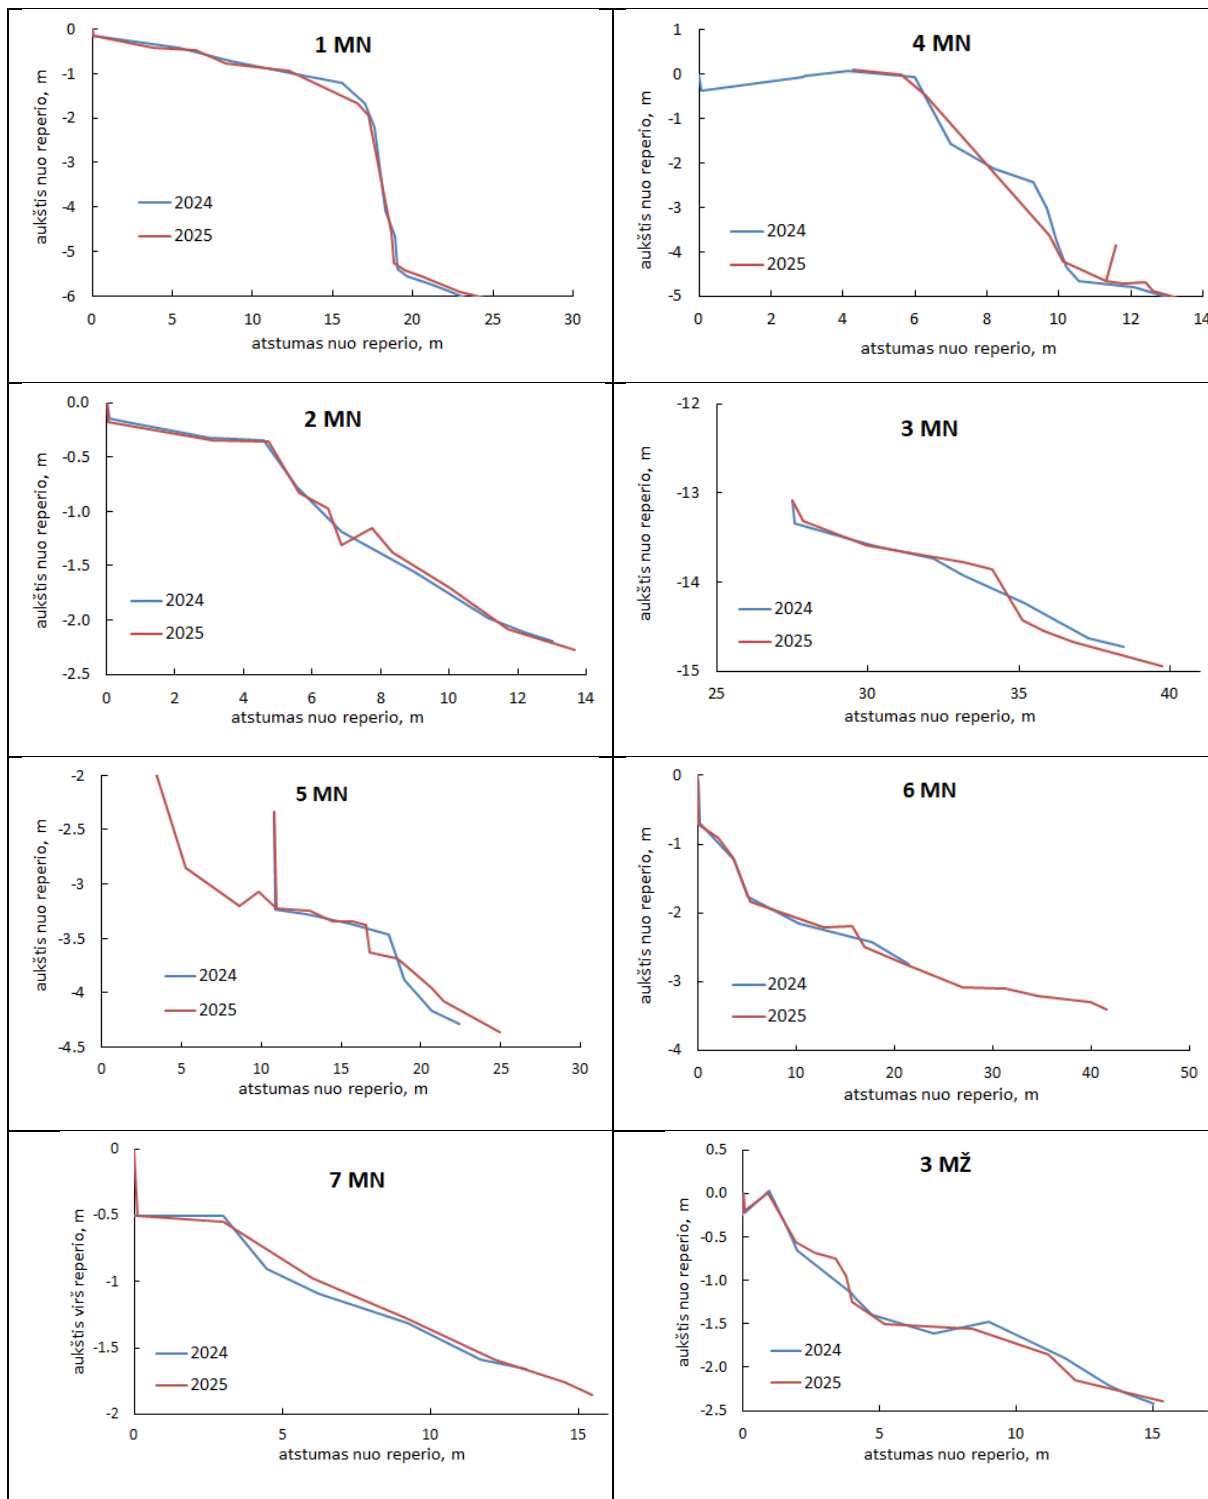 1 MN
aukštis nuo reperio, m
0
-1
-2
-3
-4
-5
-6
2024
2025
0 5 10 15 20 25 30
atstumas nuo reperio, m
4 MN
aukštis nuo reperio, m
1
0
-1
-2
-3
-4
-5
2024
2025
0 2 4 6 8 10 12 14
atstumas nuo reperio, m
2 MN
aukštis nuo reperio, m
0.0
-0.5
-1.0
-1.5
-2.0
-2.5
2024
2025
0 2 4 6 8 10 12 14
atstumas nuo reperio, m
3 MN
aukštis nuo reperio, m
-12
-13
-14
-15
2024
2025
25 30 35 40
atstumas nuo reperio, m
5 MN
aukštis nuo reperio, m
-2
-2.5
-3
-3.5
-4
-4.5
2024
2025
0 5 10 15 20 25 30
atstumas nuo reperio, m
6 MN
aukštis nuo reperio, m
0
-1
-2
-3
-4
2024
2025
0 10 20 30 40 50
atstumas nuo reperio, m
7 MN
aukštis virš reperio, m
0
-0.5
-1
-1.5
-2
2024
2025
0 5 10 15
atstumas nuo reperio, m
3 MŽ
aukštis nuo reperio, m
0.5
0.0
-0.5
-1.0
-1.5
-2.0
-2.5
2024
2025
0 5 10 15
atstumas nuo reperio, m